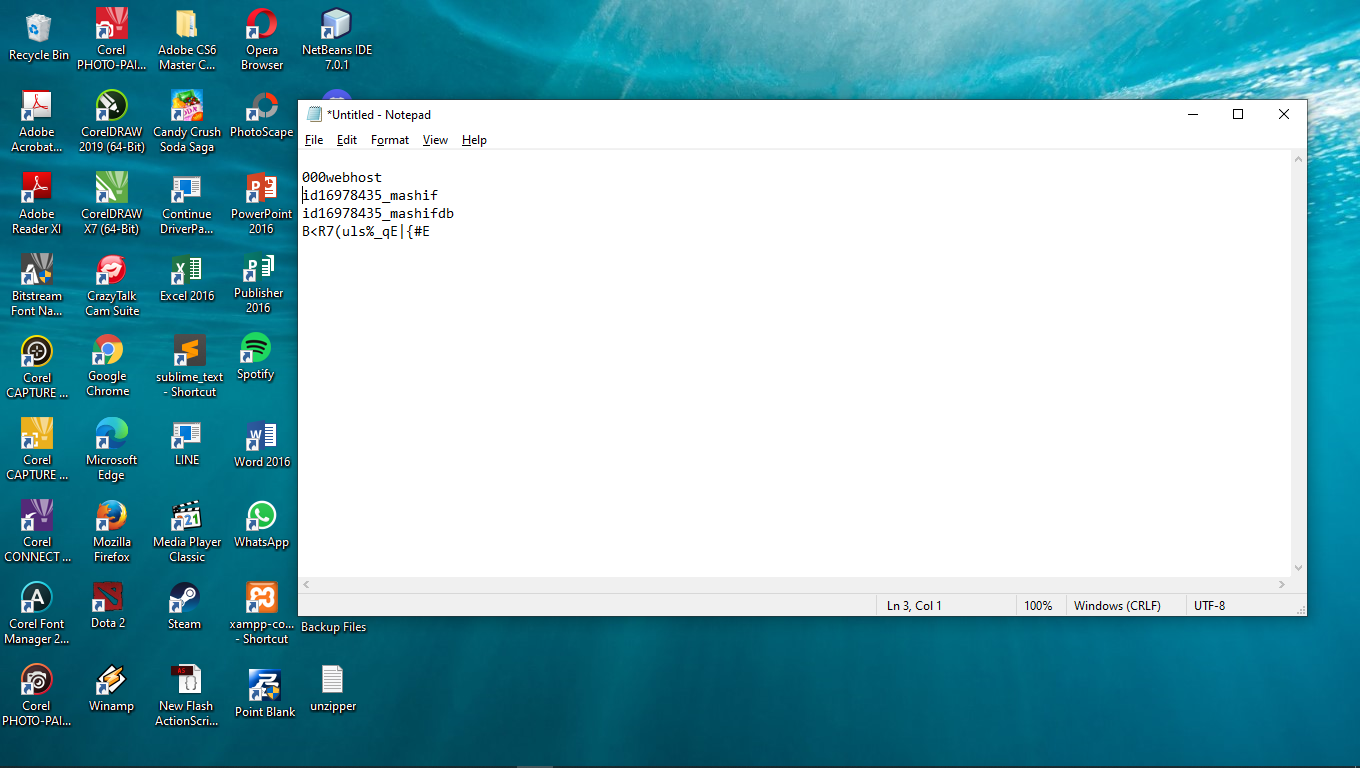 Recycle Bin
Corel
PHOTO-PAI...
Adobe CS6
Master C...
Opera
Browser
NetBeans IDE
7.0.1
Adobe
Acrobat...
CorelDRAW
2019 (64-Bit)
Candy Crush
Soda Saga
PhotoScape
Adobe
Reader XI
CorelDRAW
X7 (64-Bit)
Continue
DriverPa...
PowerPoint
2016
Bitstream
Font Na...
CrazyTalk
Cam Suite
Excel 2016
Publisher
2016
Corel
CAPTURE ...
Google
Chrome
sublime_text
- Shortcut
Spotify
Corel
CAPTURE ...
Microsoft
Edge
LINE
Word 2016
Corel
CONNECT ...
Mozilla
Firefox
Media Player
Classic
WhatsApp
Corel Font
Manager 2...
Dota 2
Steam
xampp-co...
- Shortcut
Backup Files
Corel
PHOTO-PAI...
Winamp
New Flash
ActionScri...
Point Blank
unzipper
*Untitled - Notepad
File Edit Format View Help
000webhost
id16978435_mashif
id16978435_mashifdb
B<R7(uls%_qE|{#E
Ln 3, Col 1 100% Windows (CRLF) UTF-8